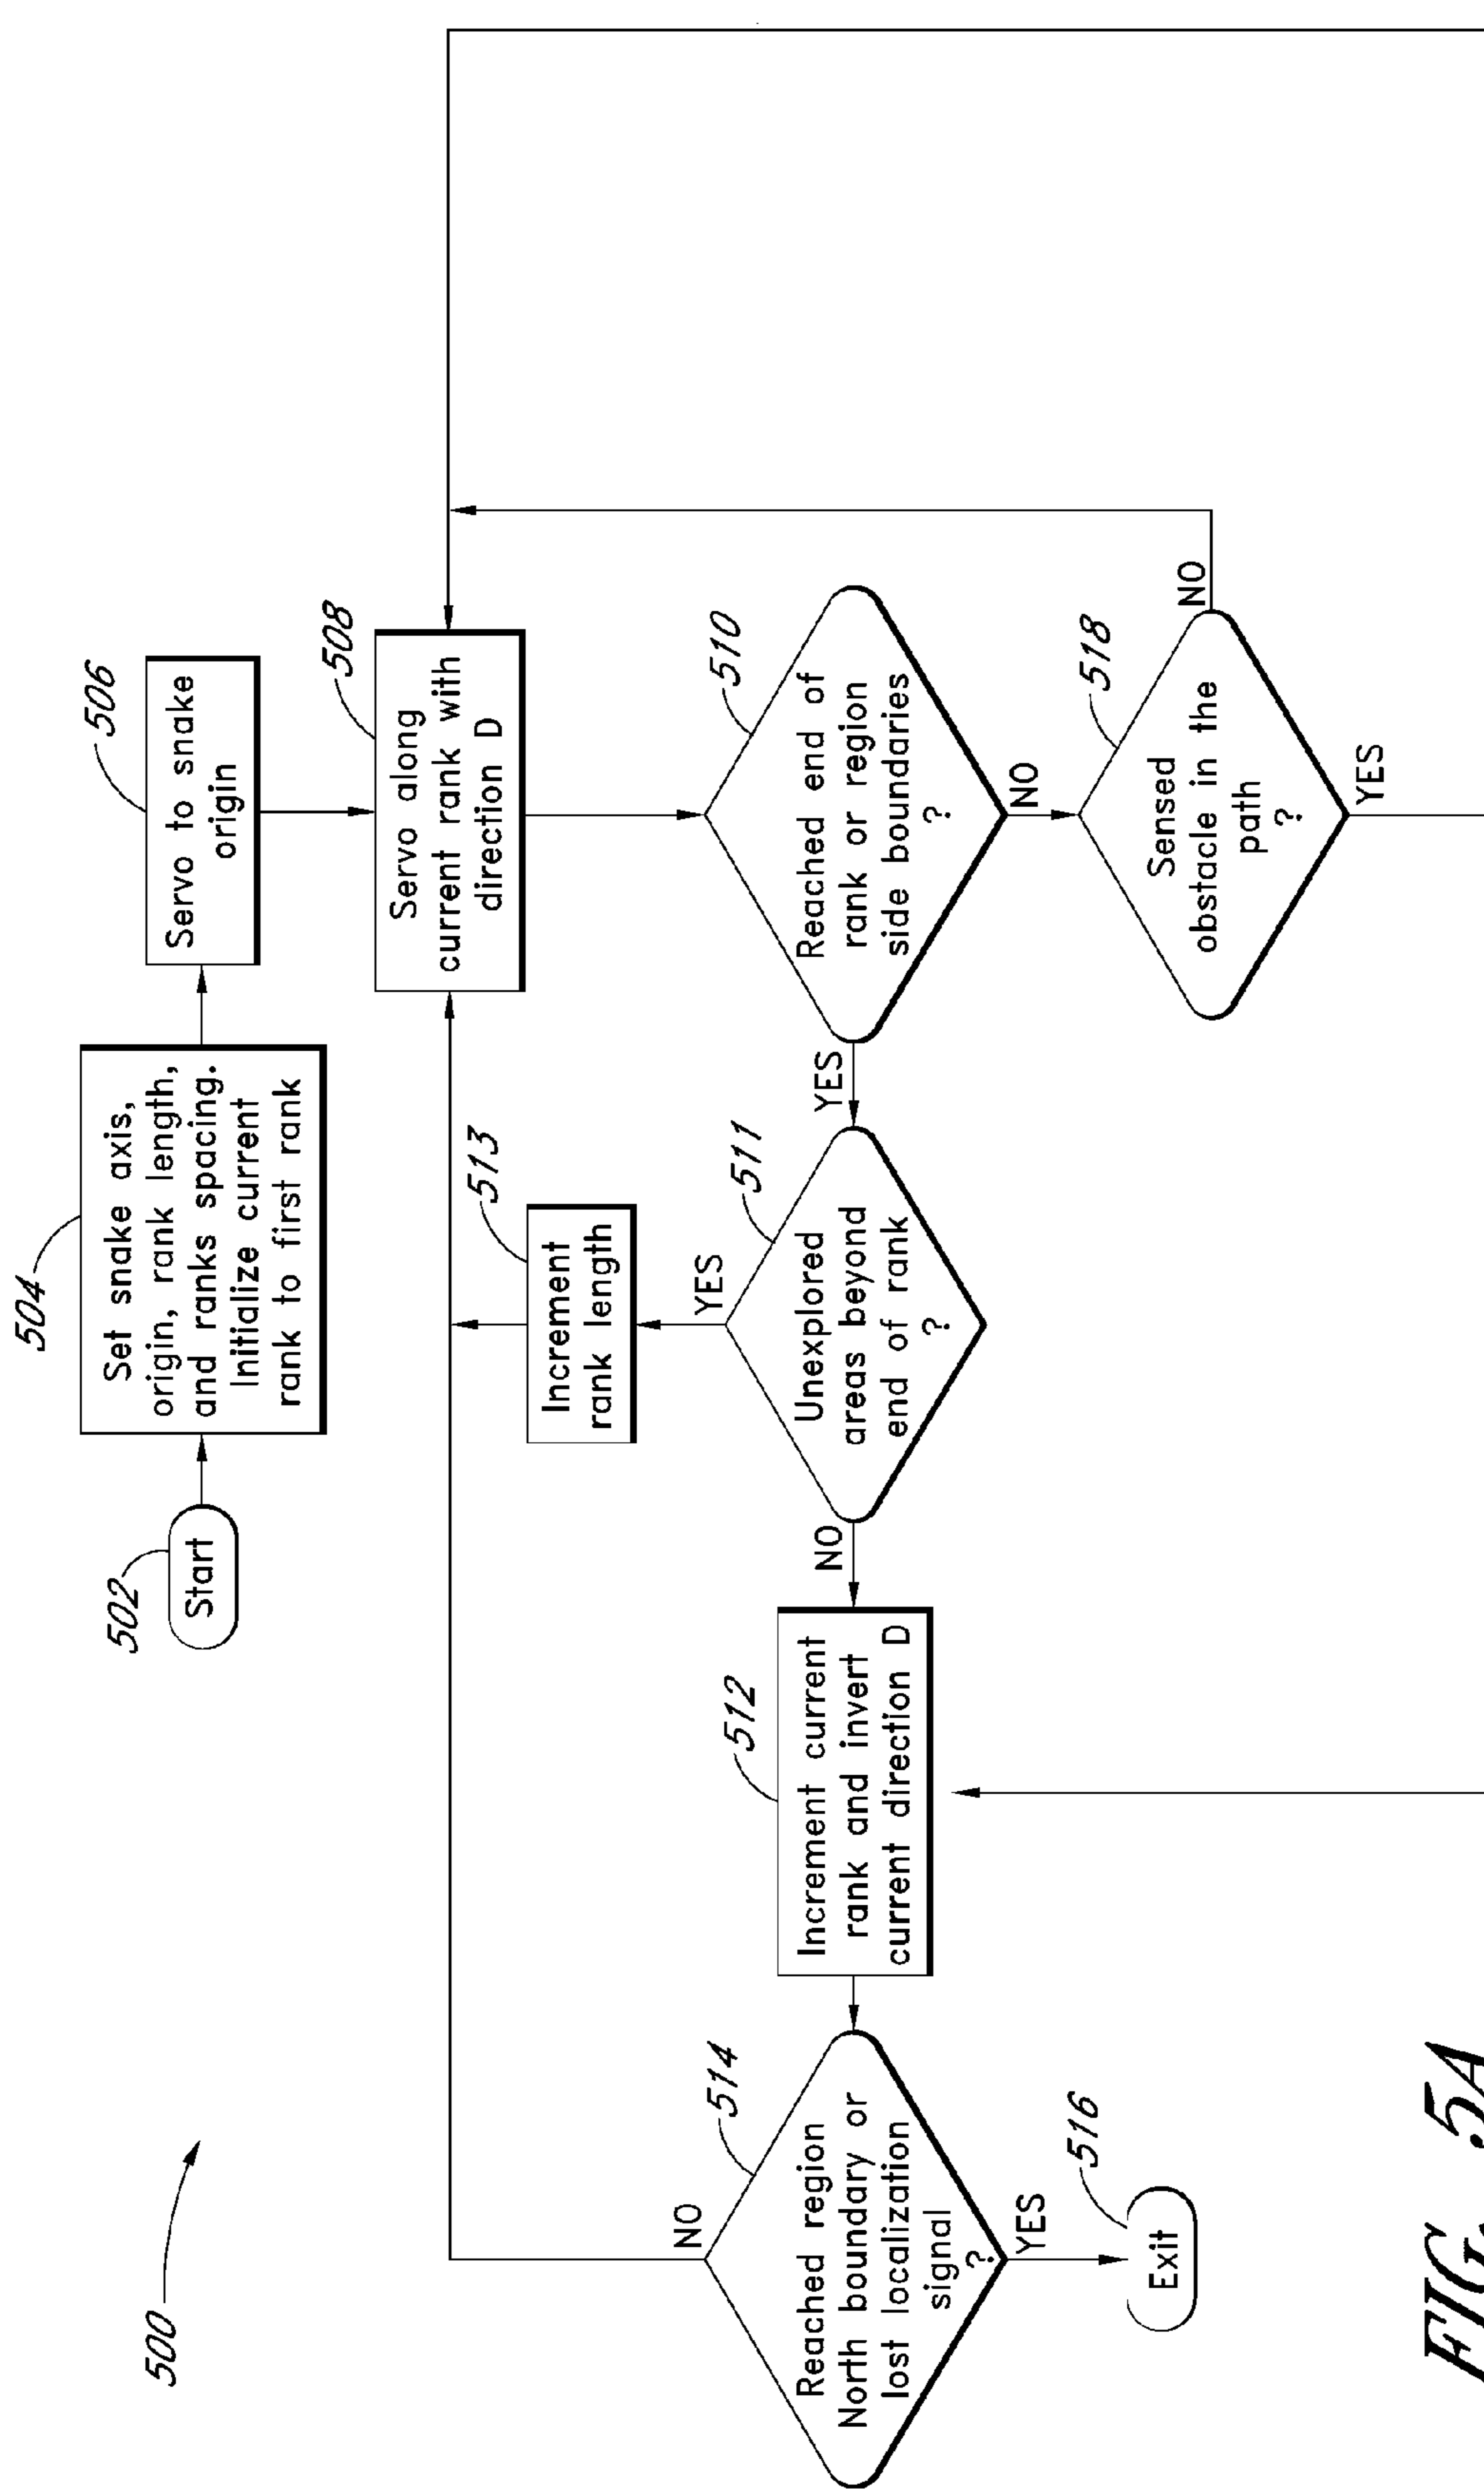 500
502
Start
504
Set snake axis,
origin, rank length,
and ranks spacing.
Initialize current
rank to first rank
506
Servo to snake
origin
508
Servo along
current rank with
direction D
510
Reached end of
rank or region
side boundaries
?
YES
NO
511
Unexplored
areas beyond
end of rank
?
YES
NO
513
Increment
rank length
512
Increment current
rank and invert
current direction D
514
Reached region
North boundary or
lost localization
signal
?
NO
YES
516
Exit
518
Sensed
obstacle in the
path
?
NO
YES
FIG. 5A